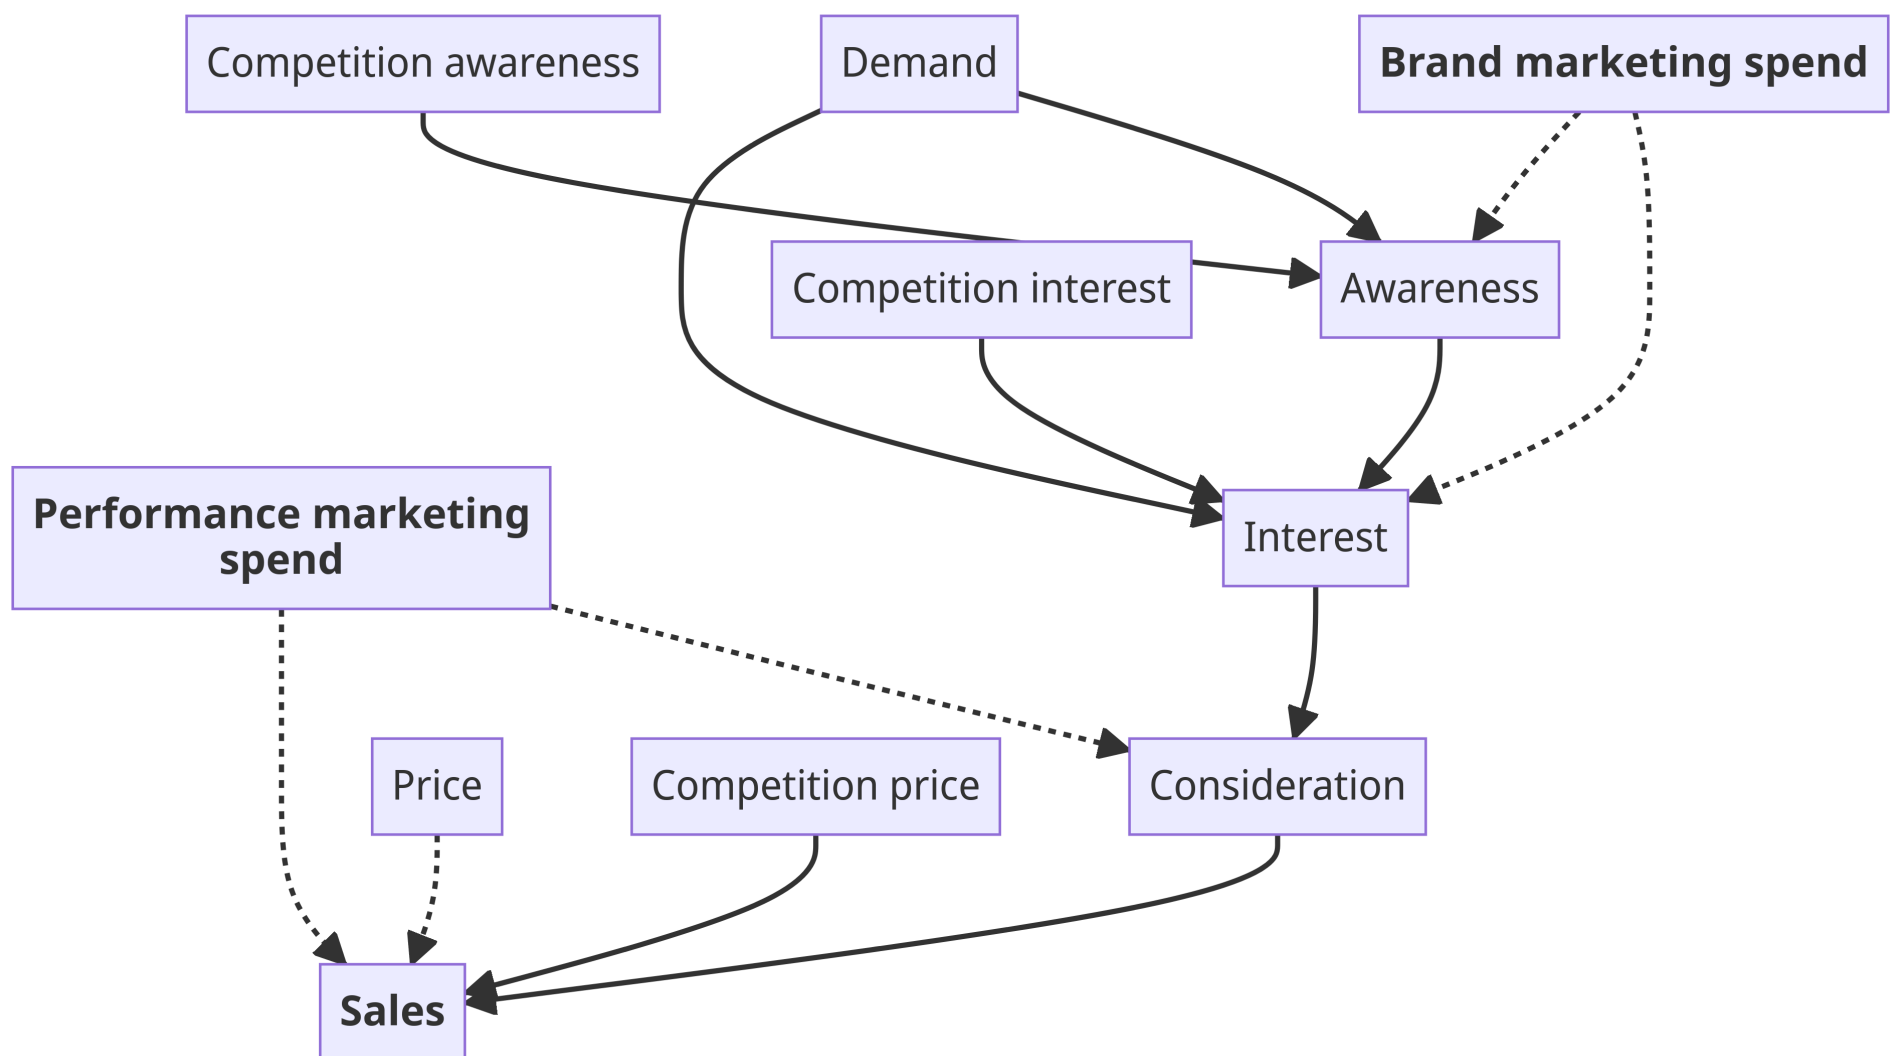 Competition awareness
Demand
Brand marketing spend
Competition interest
Awareness
Performance marketing
spend
Interest
Price
Competition price
Consideration
Sales